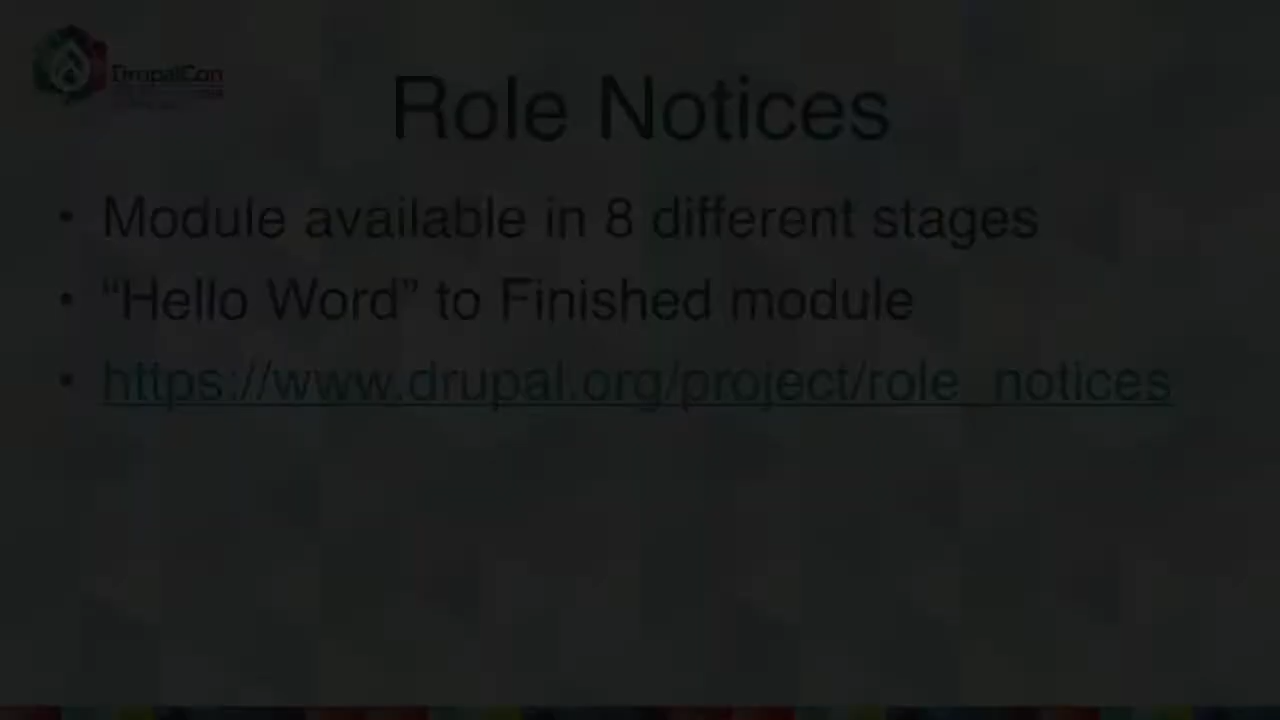 DrupalCon
Role Notices
• Module available in 8 different stages
• “Hello Word” to Finished module
• https://www.drupal.org/project/role_notices